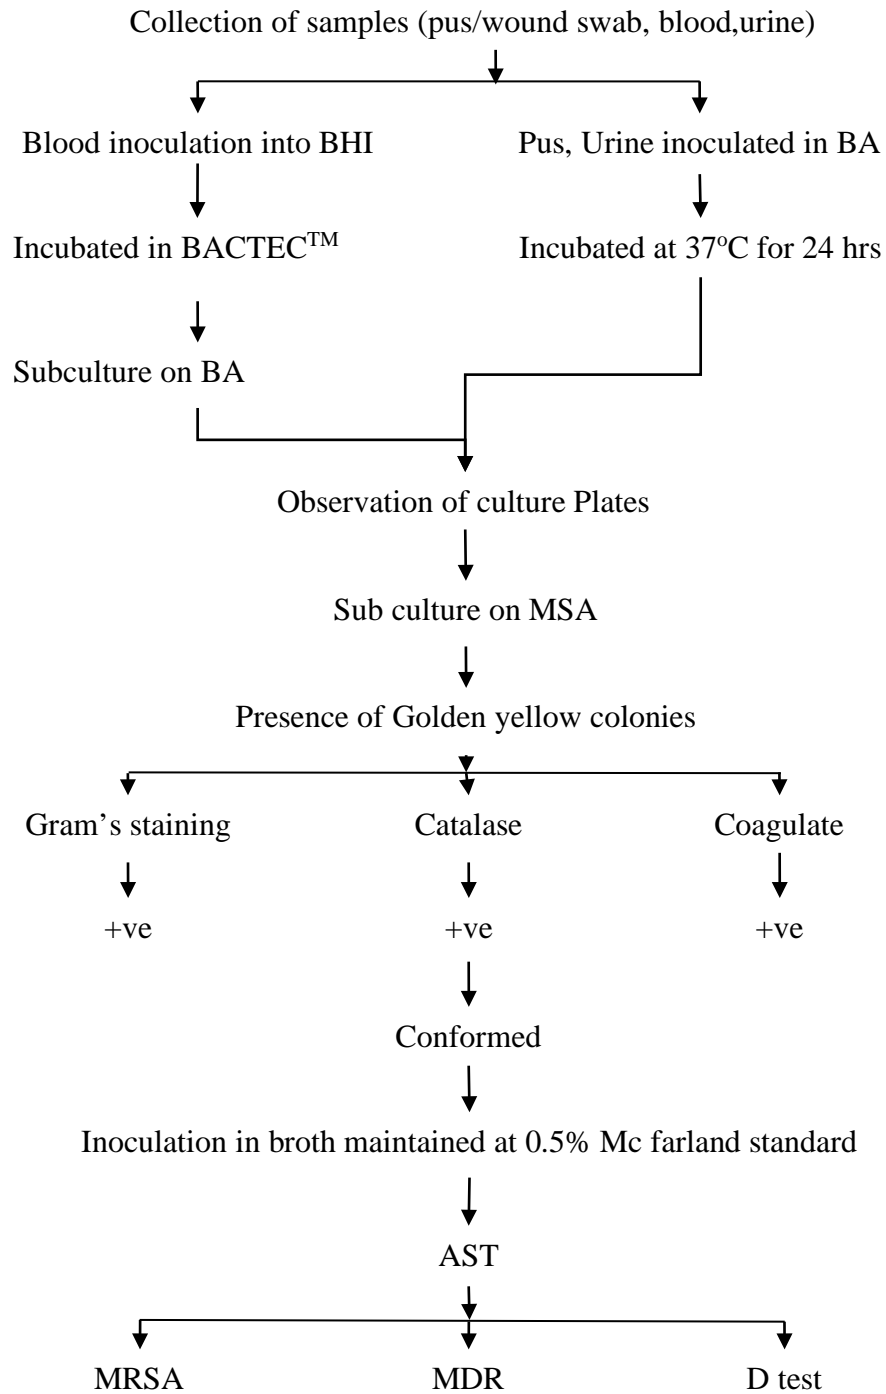 Collection of samples (pus/wound swab, blood,urine)
Blood inoculation into BHI
Pus, Urine inoculated in BA
Incubated in BACTEC™
Incubated at 37°C for 24 hrs
Subculture on BA
Observation of culture Plates
Sub culture on MSA
Presence of Golden yellow colonies
Gram's staining
Catalase
Coagulate
+ve
+ve
+ve
Conformed
Inoculation in broth maintained at 0.5% Mc farland standard
AST
MRSA
MDR
D test